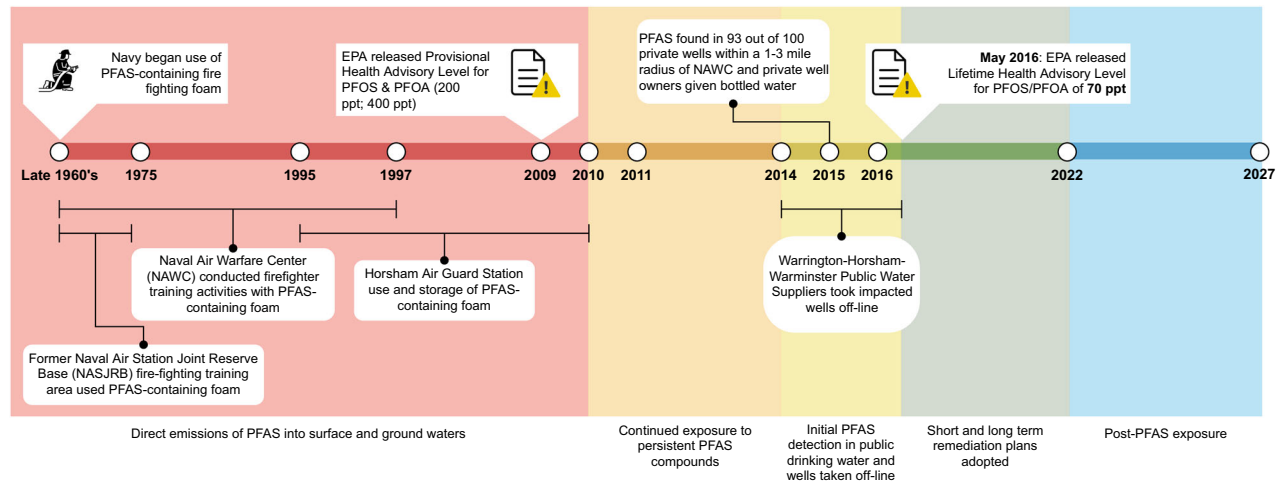 Navy began use of
PFAS-containing fire
fighting foam
EPA released Provisional
Health Advisory Level for
PFOS & PFOA (200
ppt; 400 ppt)
PFAS found in 93 out of 100
private wells within a 1-3 mile
radius of NAWC and private well
owners given bottled water
May 2016: EPA released
Lifetime Health Advisory Level
for PFOS/PFOA of 70 ppt
Late 1960's
1975
1995
1997
2009
2010
2011
2014
2015
2016
2022
2027
Naval Air Warfare Center
(NAWC) conducted firefighter
training activities with PFAS-
containing foam
Horsham Air Guard Station
use and storage of PFAS-
containing foam
Warrington-Horsham-
Warminster Public Water
Suppliers took impacted
wells off-line
Former Naval Air Station Joint Reserve
Base (NASJRB) fire-fighting training
area used PFAS-containing foam
Direct emissions of PFAS into surface and ground waters
Continued exposure to
persistent PFAS
compounds
Initial PFAS
detection in public
drinking water and
wells taken off-line
Short and long term
remediation plans
adopted
Post-PFAS exposure